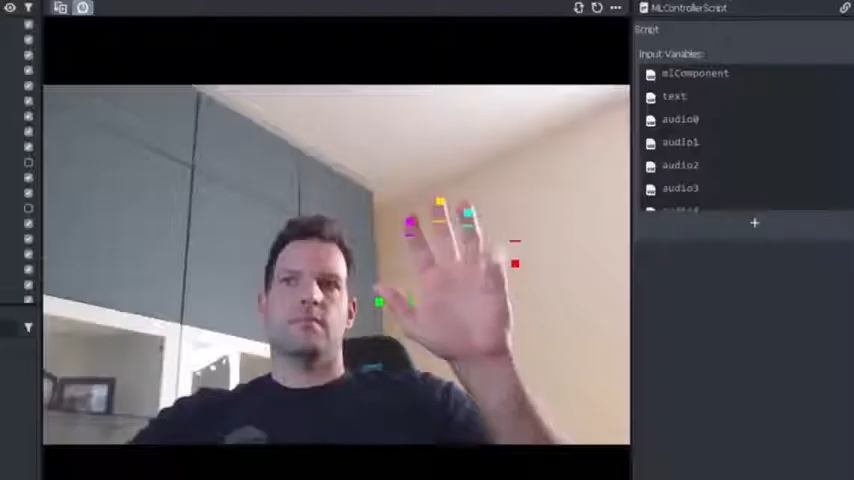 MLControllerScript
Script
Input Variables:
mlComponent
text
audio0
audio1
audio2
audio3